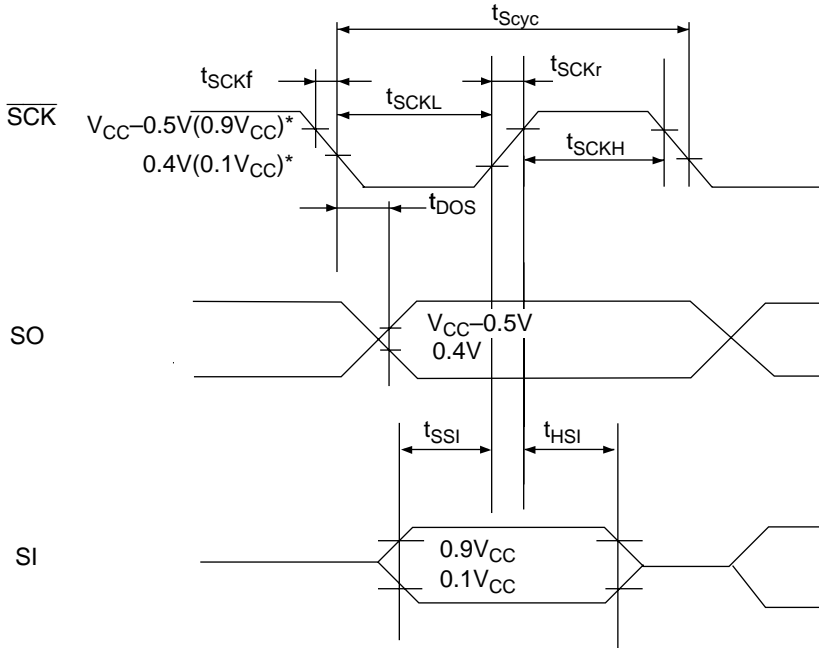 tScyc
tSCKf
tSCKr
tSCKL
SCK
VCC–0.5V(0.9VCC)*
0.4V(0.1VCC)*
tSCKH
tDOS
SO
VCC–0.5V
0.4V
tSSI
tHSI
SI
0.9VCC
0.1VCC